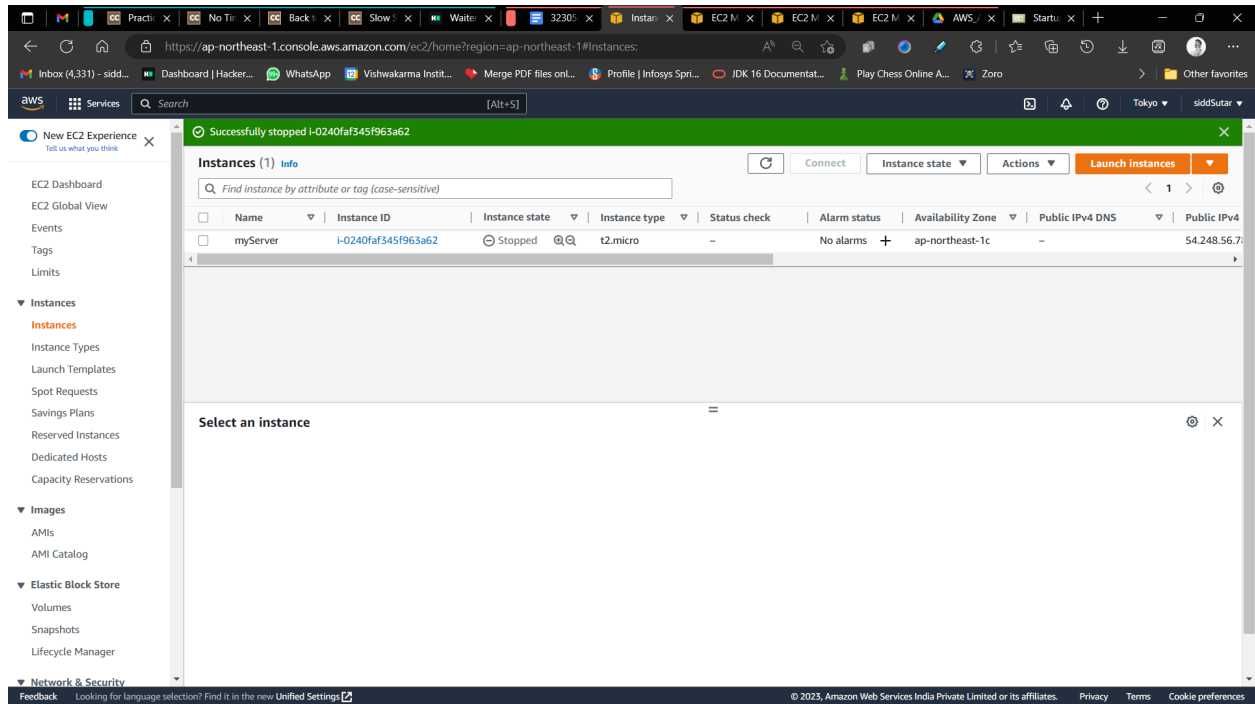 Practic
No Tin
Back t
Slow S
Waiter
32305
Instan
EC2 M
EC2 M
EC2 M
AWS_/
Startu
https://ap-northeast-1.console.aws.amazon.com/ec2/home?region=ap-northeast-1#Instances:
Inbox (4,331) - sidd...
Dashboard | Hacker...
WhatsApp
Vishwakarma Instit...
Merge PDF files onl...
Profile | Infosys Spri...
JDK 16 Documentat...
Play Chess Online A...
Zoro
Other favorites
aws
Services
Search
[Alt+S]
Tokyo
siddSutar
New EC2 Experience
Tell us what you think
EC2 Dashboard
EC2 Global View
Events
Tags
Limits
Instances
Instances
Instance Types
Launch Templates
Spot Requests
Savings Plans
Reserved Instances
Dedicated Hosts
Capacity Reservations
Images
AMIs
AMI Catalog
Elastic Block Store
Volumes
Snapshots
Lifecycle Manager
Network & Security
Successfully stopped i-0240faf345f963a62
Instances (1) Info
Connect
Instance state
Actions
Launch instances
Find instance by attribute or tag (case-sensitive)
1
Name Instance ID Instance state Instance type Status check Alarm status Availability Zone Public IPv4 DNS Public IPv4
myServer i-0240faf345f963a62 Stopped t2.micro – No alarms + ap-northeast-1c – 54.248.56.7
Select an instance
Feedback Looking for language selection? Find it in the new Unified Settings © 2023, Amazon Web Services India Private Limited or its affiliates. Privacy Terms Cookie preferences